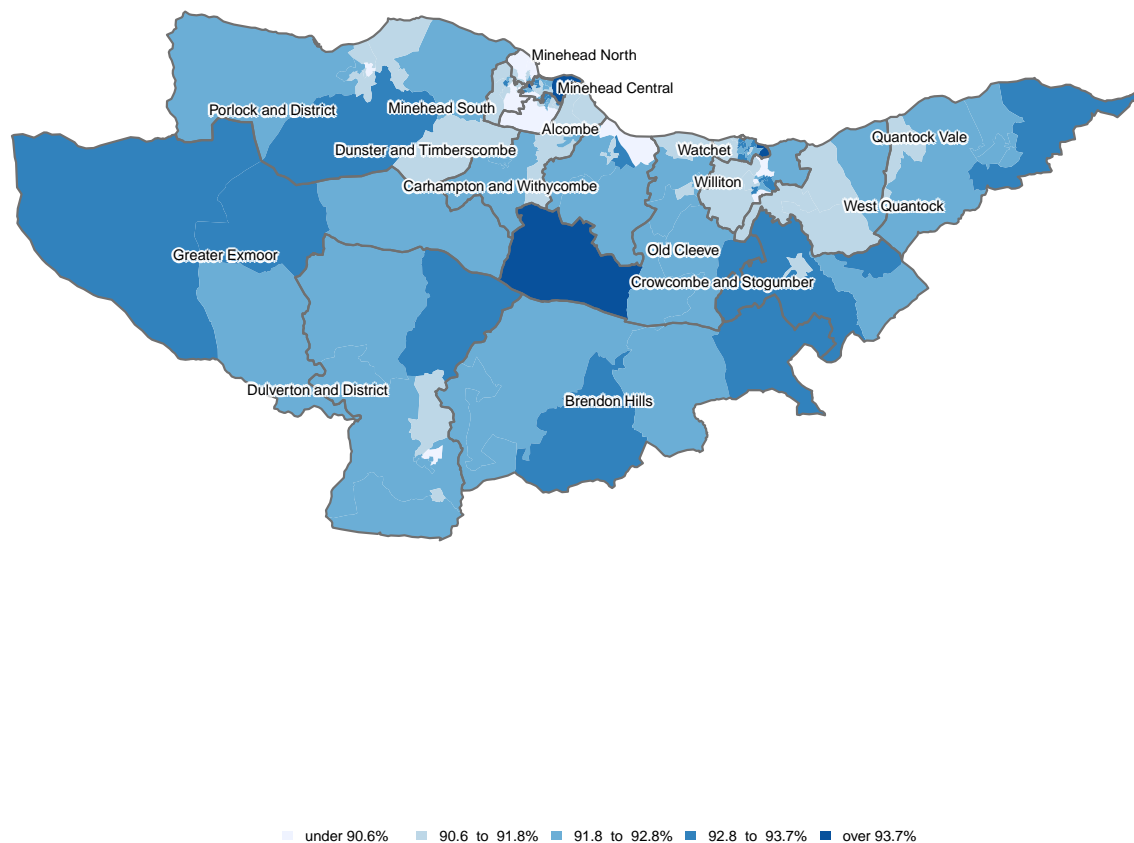 Minehead North
Minehead Central
Porlock and District
Minehead South
Alcombe
Quantock Vale
Dunster and Timberscombe
Watchet
Carhampton and Withycombe
Williton
West Quantock
Greater Exmoor
Old Cleeve
Crowcombe and Stogumber
Dulverton and District
Brendon Hills
under 90.6% 90.6 to 91.8% 91.8 to 92.8% 92.8 to 93.7% over 93.7%